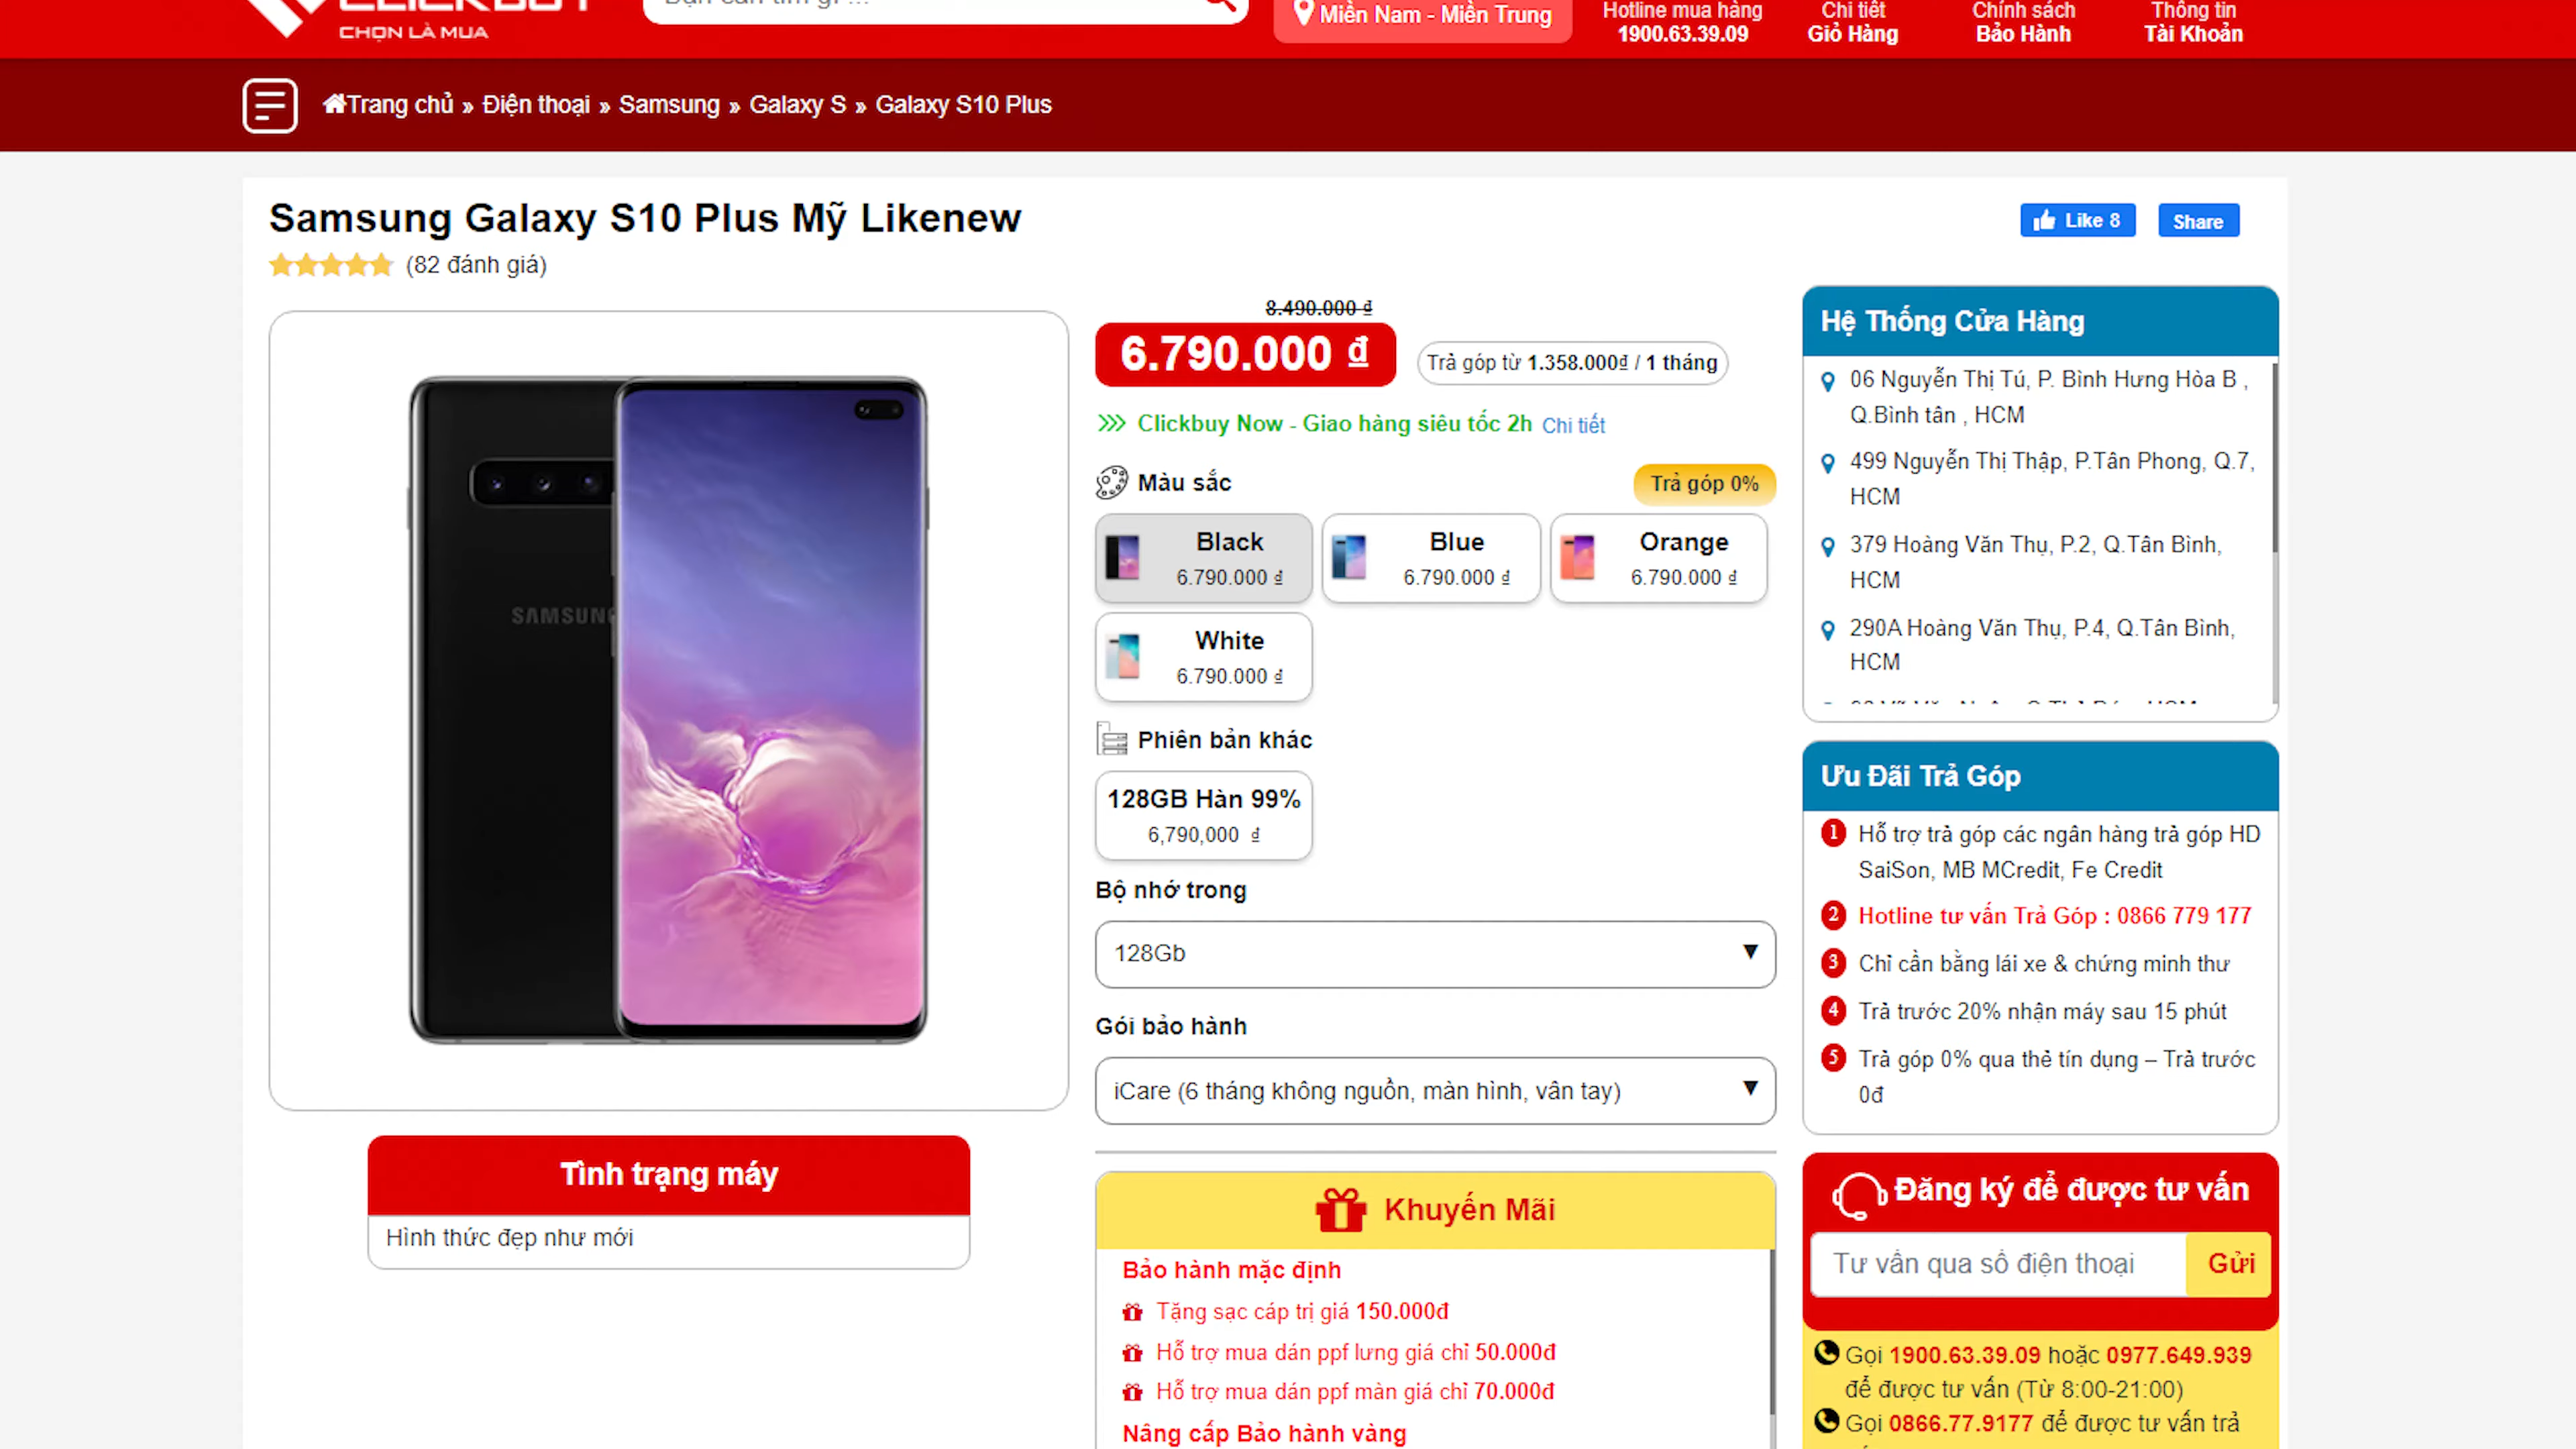 CLICKBUY
CHỌN LÀ MUA
Bạn cần tìm gì ...
Miền Nam - Miền Trung
Hotline mua hàng
1900.63.39.09
Chi tiết
Giỏ Hàng
Chính sách
Bảo Hành
Thông tin
Tài Khoản
Trang chủ » Điện thoại » Samsung » Galaxy S » Galaxy S10 Plus
Samsung Galaxy S10 Plus Mỹ Likenew
(82 đánh giá)
Like 8
Share
SAMSUNG
Tình trạng máy
Hình thức đẹp như mới
8.490.000 ₫
6.790.000 ₫
Trả góp từ 1.358.000₫ / 1 tháng
Clickbuy Now - Giao hàng siêu tốc 2h Chi tiết
Màu sắc
Trả góp 0%
Black
6.790.000 ₫
Blue
6.790.000 ₫
Orange
6.790.000 ₫
White
6.790.000 ₫
Phiên bản khác
128GB Hàn 99%
6,790,000 ₫
Bộ nhớ trong
128Gb
Gói bảo hành
iCare (6 tháng không nguồn, màn hình, vân tay)
Khuyến Mãi
Bảo hành mặc định
Tặng sạc cáp trị giá 150.000đ
Hỗ trợ mua dán ppf lưng giá chỉ 50.000đ
Hỗ trợ mua dán ppf màn giá chỉ 70.000đ
Nâng cấp Bảo hành vàng
Hệ Thống Cửa Hàng
06 Nguyễn Thị Tú, P. Bình Hưng Hòa B ,
Q.Bình tân , HCM
499 Nguyễn Thị Thập, P.Tân Phong, Q.7,
HCM
379 Hoàng Văn Thụ, P.2, Q.Tân Bình,
HCM
290A Hoàng Văn Thụ, P.4, Q.Tân Bình,
HCM
Ưu Đãi Trả Góp
1 Hỗ trợ trả góp các ngân hàng trả góp HD
SaiSon, MB MCredit, Fe Credit
2 Hotline tư vấn Trả Góp : 0866 779 177
3 Chỉ cần bằng lái xe & chứng minh thư
4 Trả trước 20% nhận máy sau 15 phút
5 Trả góp 0% qua thẻ tín dụng – Trả trước
0đ
Đăng ký để được tư vấn
Tư vấn qua số điện thoại
Gửi
Gọi 1900.63.39.09 hoặc 0977.649.939
để được tư vấn (Từ 8:00-21:00)
Gọi 0866.77.9177 để được tư vấn trả